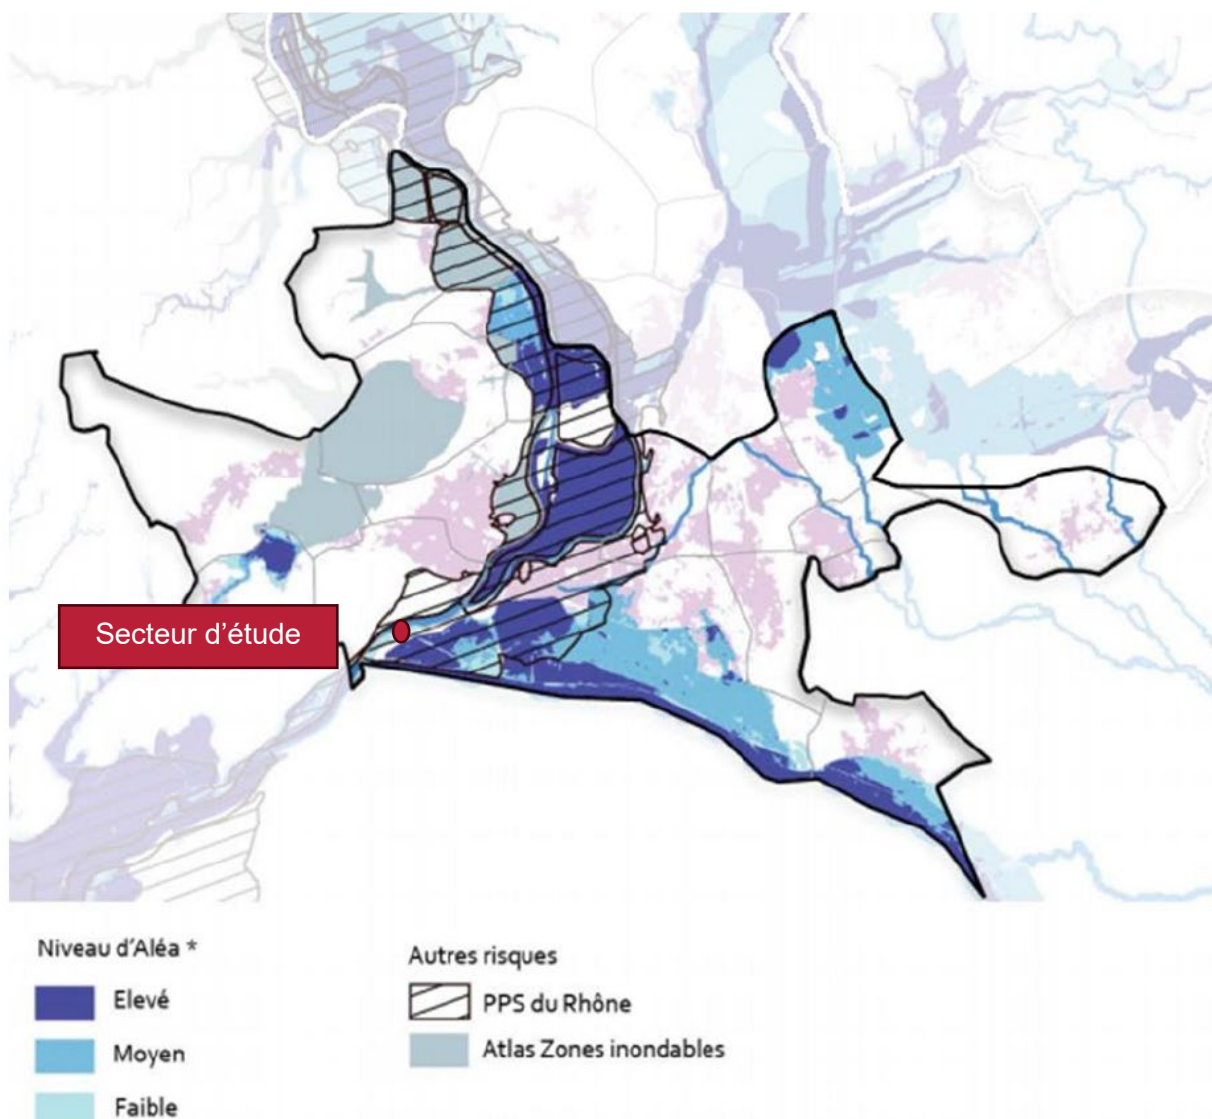 Secteur d'étude
Niveau d'Aléa *
Elevé
Moyen
Faible
Autres risques
PPS du Rhône
Atlas Zones inondables